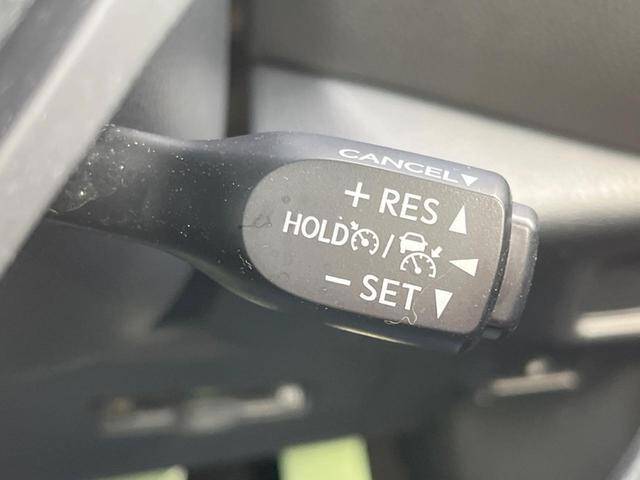 CANCEL▼
+ RES ▲
HOLD / ◀
− SET ▼